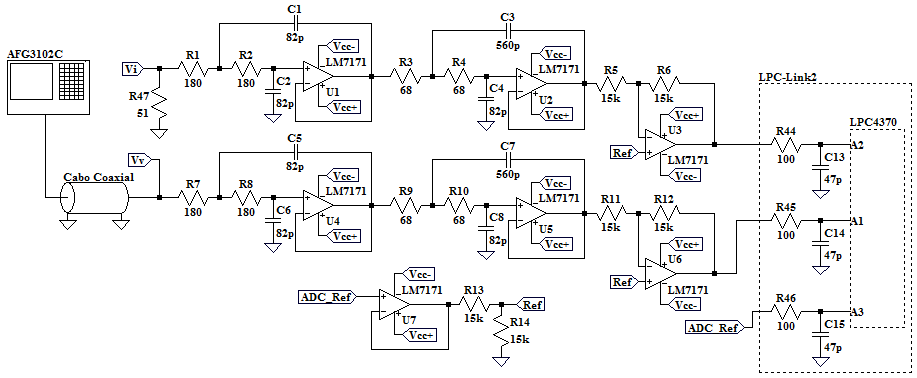 C1
82p
C3
560p
AFG3102C
Vcc-
LM7171
U1
Vcc+
Vi
R1
180
R2
180
C2
82p
R47
51
R3
68
R4
68
C4
82p
Vcc-
LM7171
U2
Vcc+
R5
15k
R6
15k
Vcc+
U3
LM7171
Vcc-
Ref
LPC-Link2
LPC4370
R44
100
A2
C13
47p
Vv
Cabo Coaxial
C5
82p
R7
180
R8
180
C6
82p
Vcc-
LM7171
U4
Vcc+
C7
560p
R9
68
R10
68
C8
82p
Vcc-
LM7171
U5
Vcc+
R11
15k
R12
15k
Vcc+
U6
LM7171
Vcc-
Ref
R45
100
A1
C14
47p
ADC_Ref
Vcc-
LM7171
U7
Vcc+
R13
15k
Ref
R14
15k
ADC_Ref
R46
100
A3
C15
47p